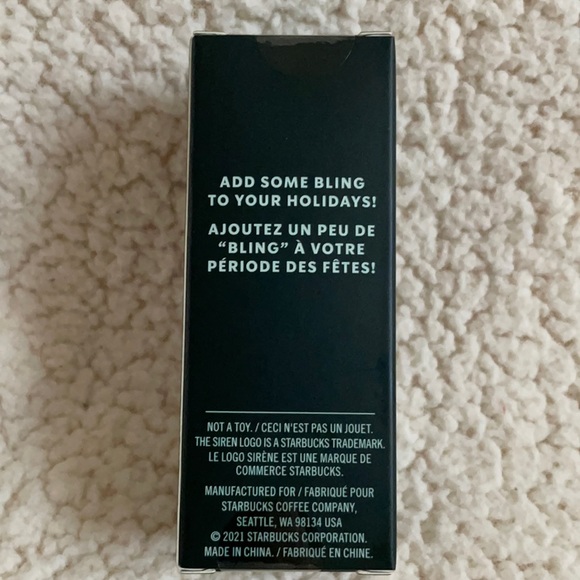 ADD SOME BLING
TO YOUR HOLIDAYS!
AJOUTEZ UN PEU DE
“BLING” À VOTRE
PÉRIODE DES FÊTES!
NOT A TOY. / CECI N'EST PAS UN JOUET.
THE SIREN LOGO IS A STARBUCKS TRADEMARK.
LE LOGO SIRÈNE EST UNE MARQUE DE
COMMERCE STARBUCKS.
MANUFACTURED FOR / FABRIQUÉ POUR
STARBUCKS COFFEE COMPANY,
SEATTLE, WA 98134 USA
© 2021 STARBUCKS CORPORATION.
MADE IN CHINA. / FABRIQUÉ EN CHINE.